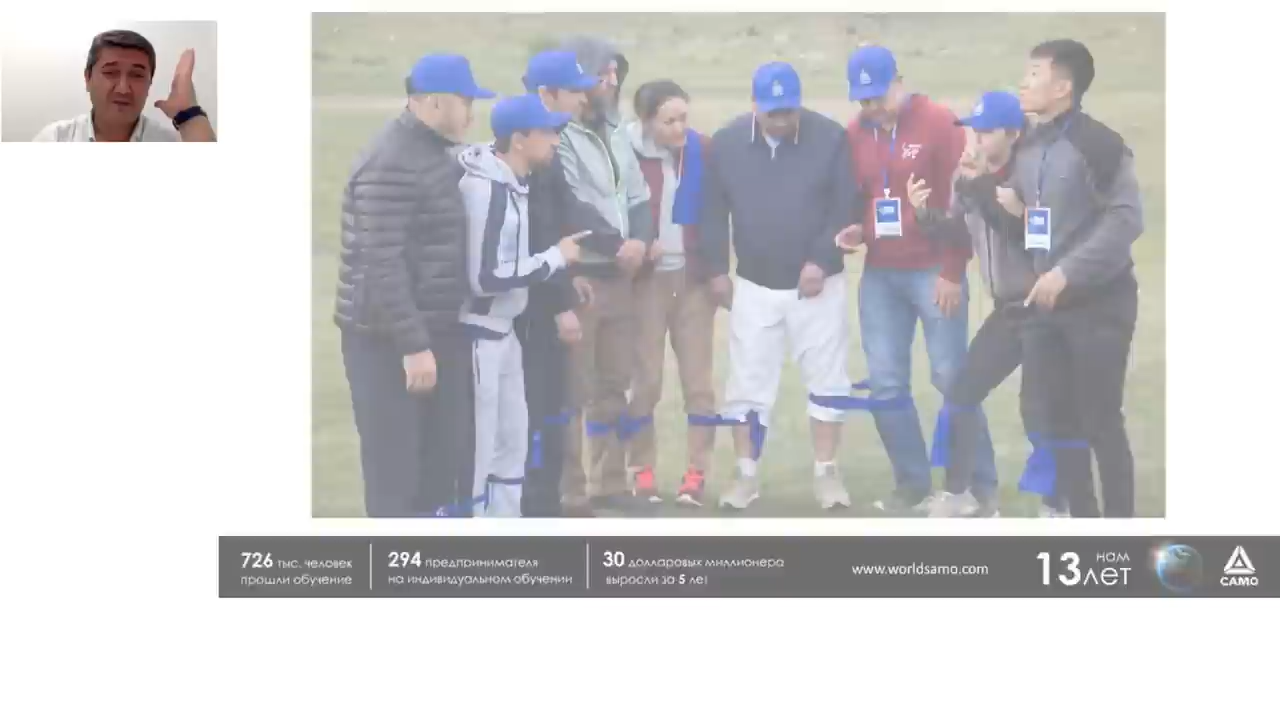 726 тыс. человек
прошли обучение
294 предпринимателя
на индивидуальном обучении
30 долларовых миллионера
выросли за 5 лет
www.worldsamo.com
13 нам
лет
САМО